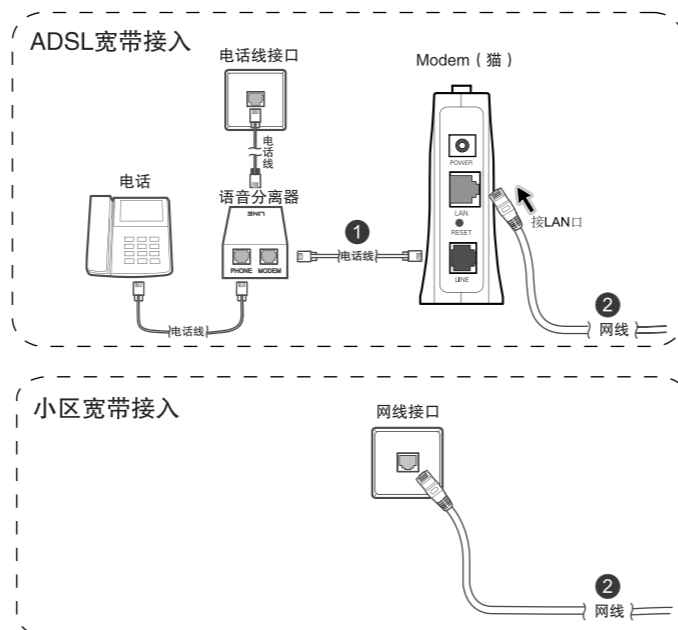 ADSL宽带接入
电话线接口
Modem（猫）
电话线
POWER
电话
语音分离器
LINE
LAN
接LAN口
RESET
1
电话线
PHONE MODEM
LINE
2
电话线
网线
小区宽带接入
网线接口
2
网线